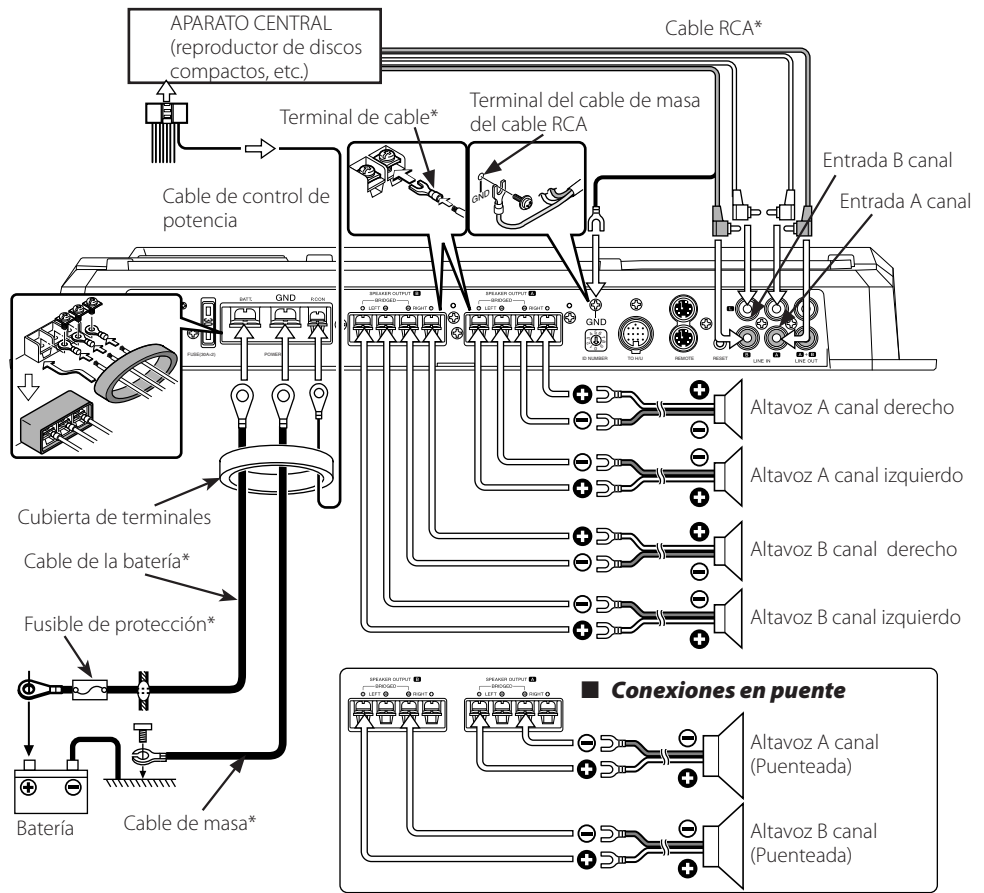 APARATO CENTRAL
(reproductor de discos
compactos, etc.)
Cable RCA*
Terminal de cable*
Terminal del cable de masa
del cable RCA
GND
Cable de control de
potencia
Entrada B canal
Entrada A canal
FUSE(30A×2)
BATT.
GND
P.CON
POWER
SPEAKER OUTPUT B
BRIDGED
LEFT
RIGHT
SPEAKER OUTPUT A
BRIDGED
LEFT
RIGHT
GND
ID NUMBER
TO H/U
REMOTE
RESET
L
B
A
A + B
LINE IN
LINE OUT
Altavoz A canal derecho
Altavoz A canal izquierdo
Altavoz B canal derecho
Altavoz B canal izquierdo
Cubierta de terminales
Cable de la batería*
Fusible de protección*
Batería
Cable de masa*
SPEAKER OUTPUT B
BRIDGED
LEFT
RIGHT
SPEAKER OUTPUT A
BRIDGED
LEFT
RIGHT
■ Conexiones en puente
Altavoz A canal
(Puenteada)
Altavoz B canal
(Puenteada)